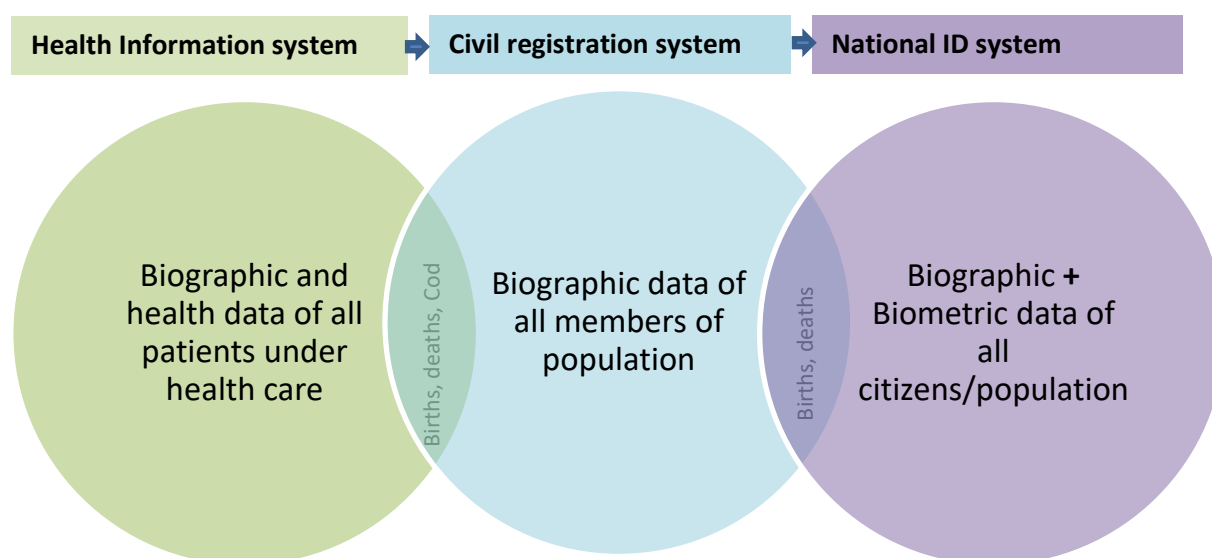 Health Information system
Civil registration system
National ID system
Biographic and
health data of all
patients under
health care
Births, deaths, Cod
Biographic data of
all members of
population
Births, deaths
Biographic +
Biometric data of
all
citizens/population